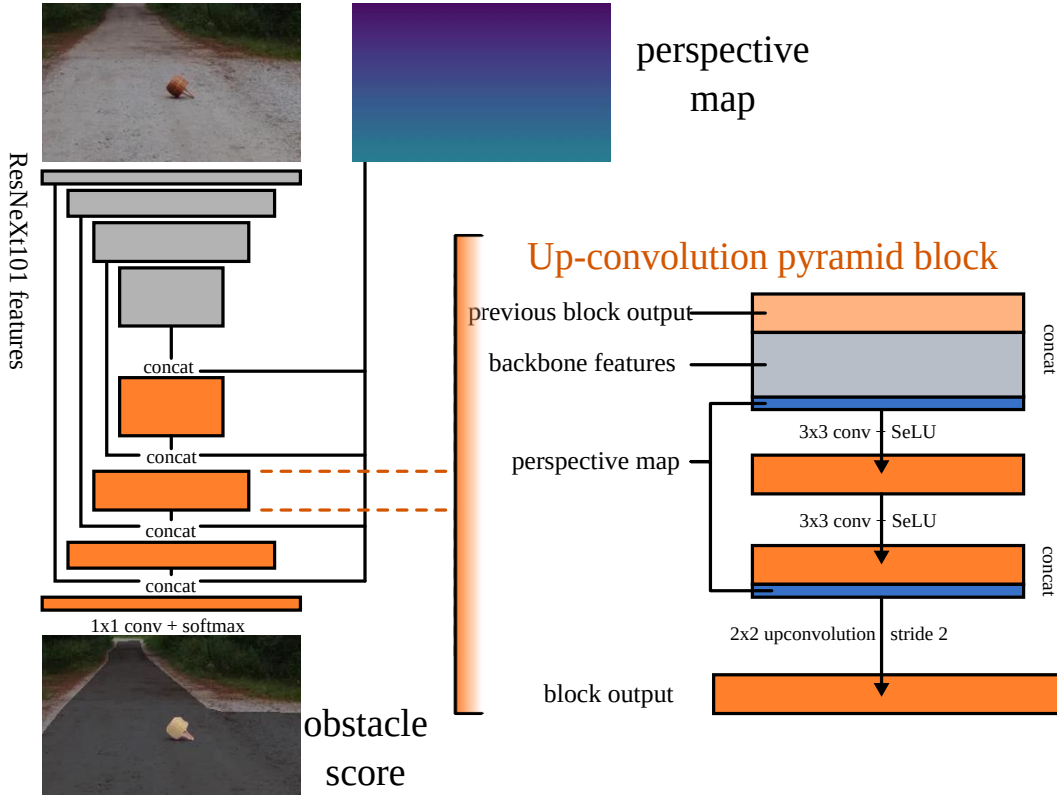 perspective
map
ResNeXt101 features
concat
concat
concat
concat
1x1 conv + softmax
obstacle
score
Up-convolution pyramid block
previous block output
backbone features
concat
3x3 conv + SeLU
perspective map
3x3 conv + SeLU
concat
2x2 upconvolution stride 2
block output